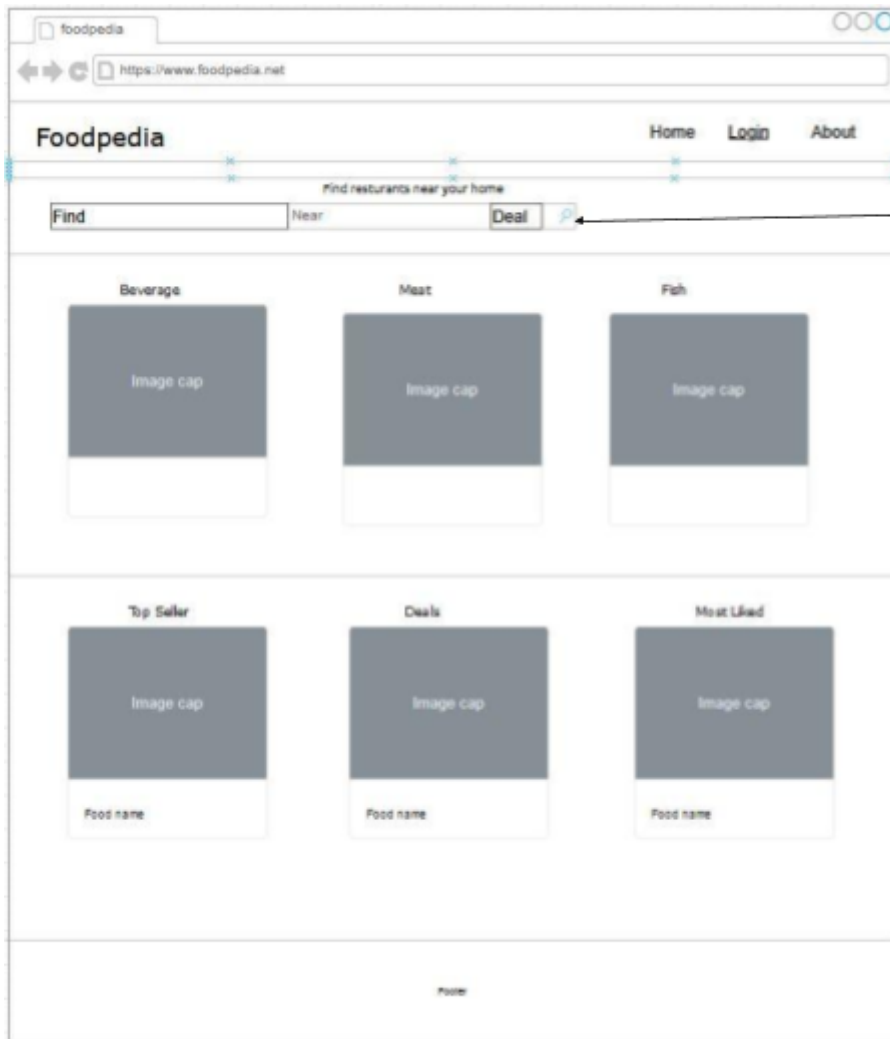 foodpedia
https://www.foodpedia.net
Foodpedia Home Login About
Find resturants near your home
Find Near Deal
Beverage Meat Fish
Image cap Image cap Image cap
Top Seller Deals Most Liked
Image cap Image cap Image cap
Food name Food name Food name
Footer